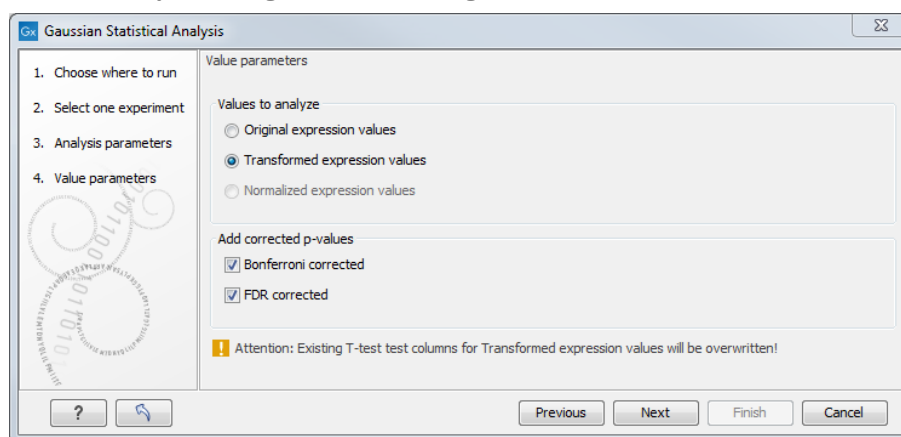 Gx Gaussian Statistical Analysis
1. Choose where to run
2. Select one experiment
3. Analysis parameters
4. Value parameters
Value parameters
Values to analyze
Original expression values
Transformed expression values
Normalized expression values
Add corrected p-values
Bonferroni corrected
FDR corrected
! Attention: Existing T-test test columns for Transformed expression values will be overwritten!
? Previous Next Finish Cancel